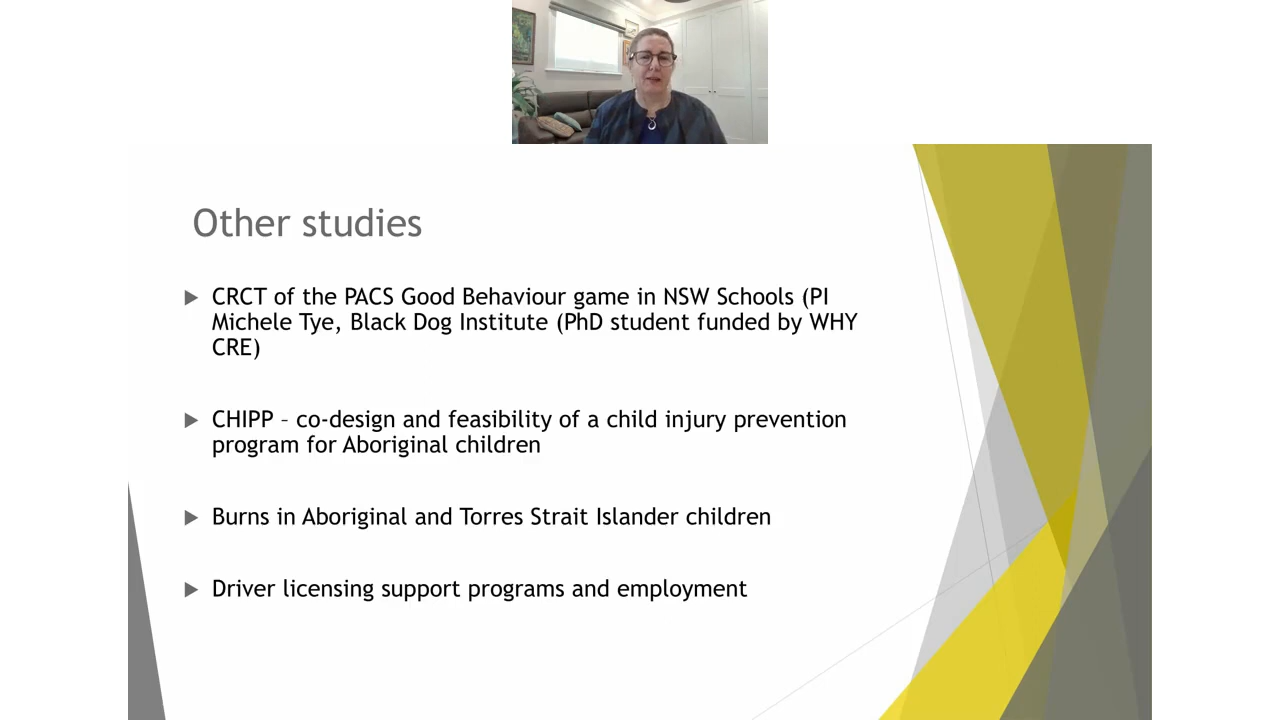 Other studies
CRCT of the PACS Good Behaviour game in NSW Schools (PI
Michele Tye, Black Dog Institute (PhD student funded by WHY
CRE)
CHIPP – co-design and feasibility of a child injury prevention
program for Aboriginal children
Burns in Aboriginal and Torres Strait Islander children
Driver licensing support programs and employment